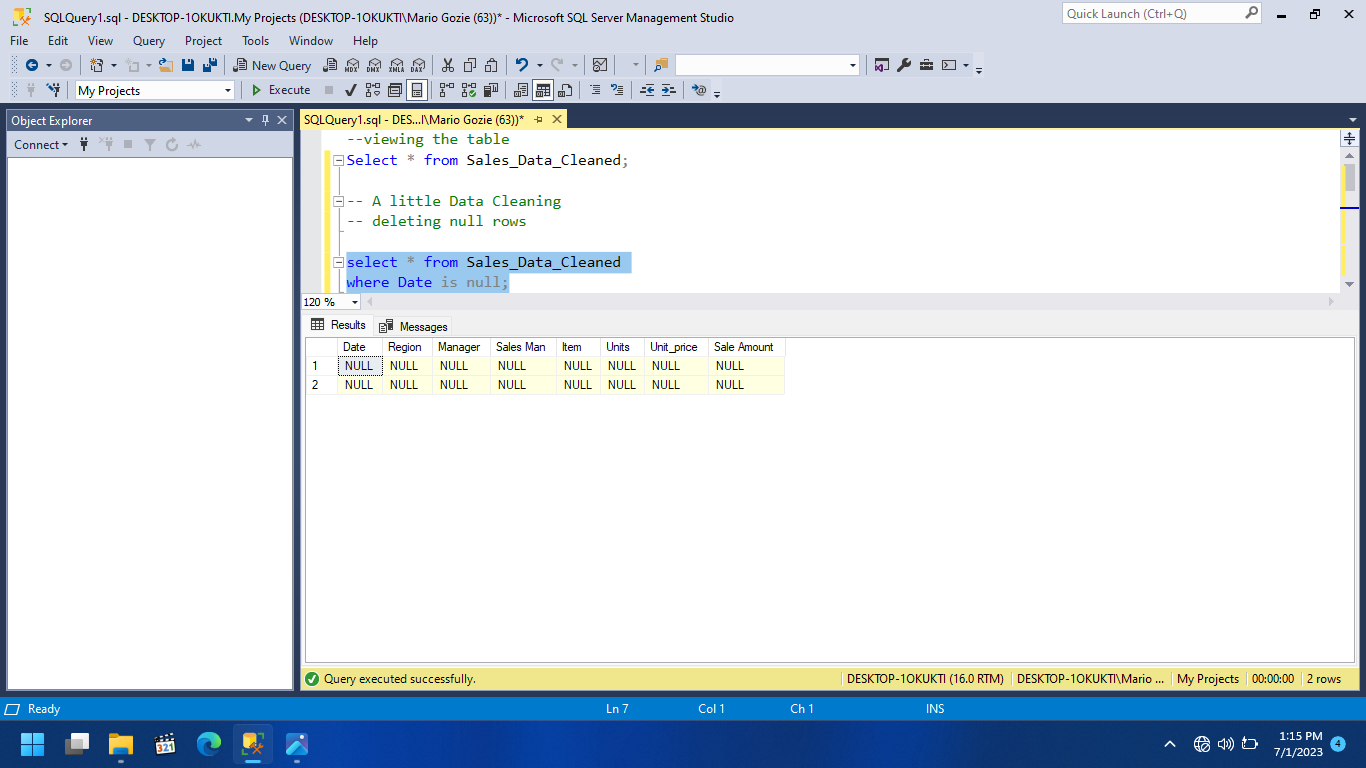 SQLQuery1.sql - DESKTOP-1OKUKTI.My Projects (DESKTOP-1OKUKTI\Mario Gozie (63))* - Microsoft SQL Server Management Studio
Quick Launch (Ctrl+Q)
File Edit View Query Project Tools Window Help
New Query MDX DMX XMLA DAX
My Projects Execute
Object Explorer
Connect
SQLQuery1.sql - DES...I\Mario Gozie (63))*
--viewing the table
Select * from Sales_Data_Cleaned;
-- A little Data Cleaning
-- deleting null rows
select * from Sales_Data_Cleaned
where Date is null;
120 %
Results Messages
Date Region Manager Sales Man Item Units Unit_price Sale Amount
1 NULL NULL NULL NULL NULL NULL NULL NULL
2 NULL NULL NULL NULL NULL NULL NULL NULL
Query executed successfully.
DESKTOP-1OKUKTI (16.0 RTM) DESKTOP-1OKUKTI\Mario ... My Projects 00:00:00 2 rows
Ready Ln 7 Col 1 Ch 1 INS
321
1:15 PM
7/1/2023
4